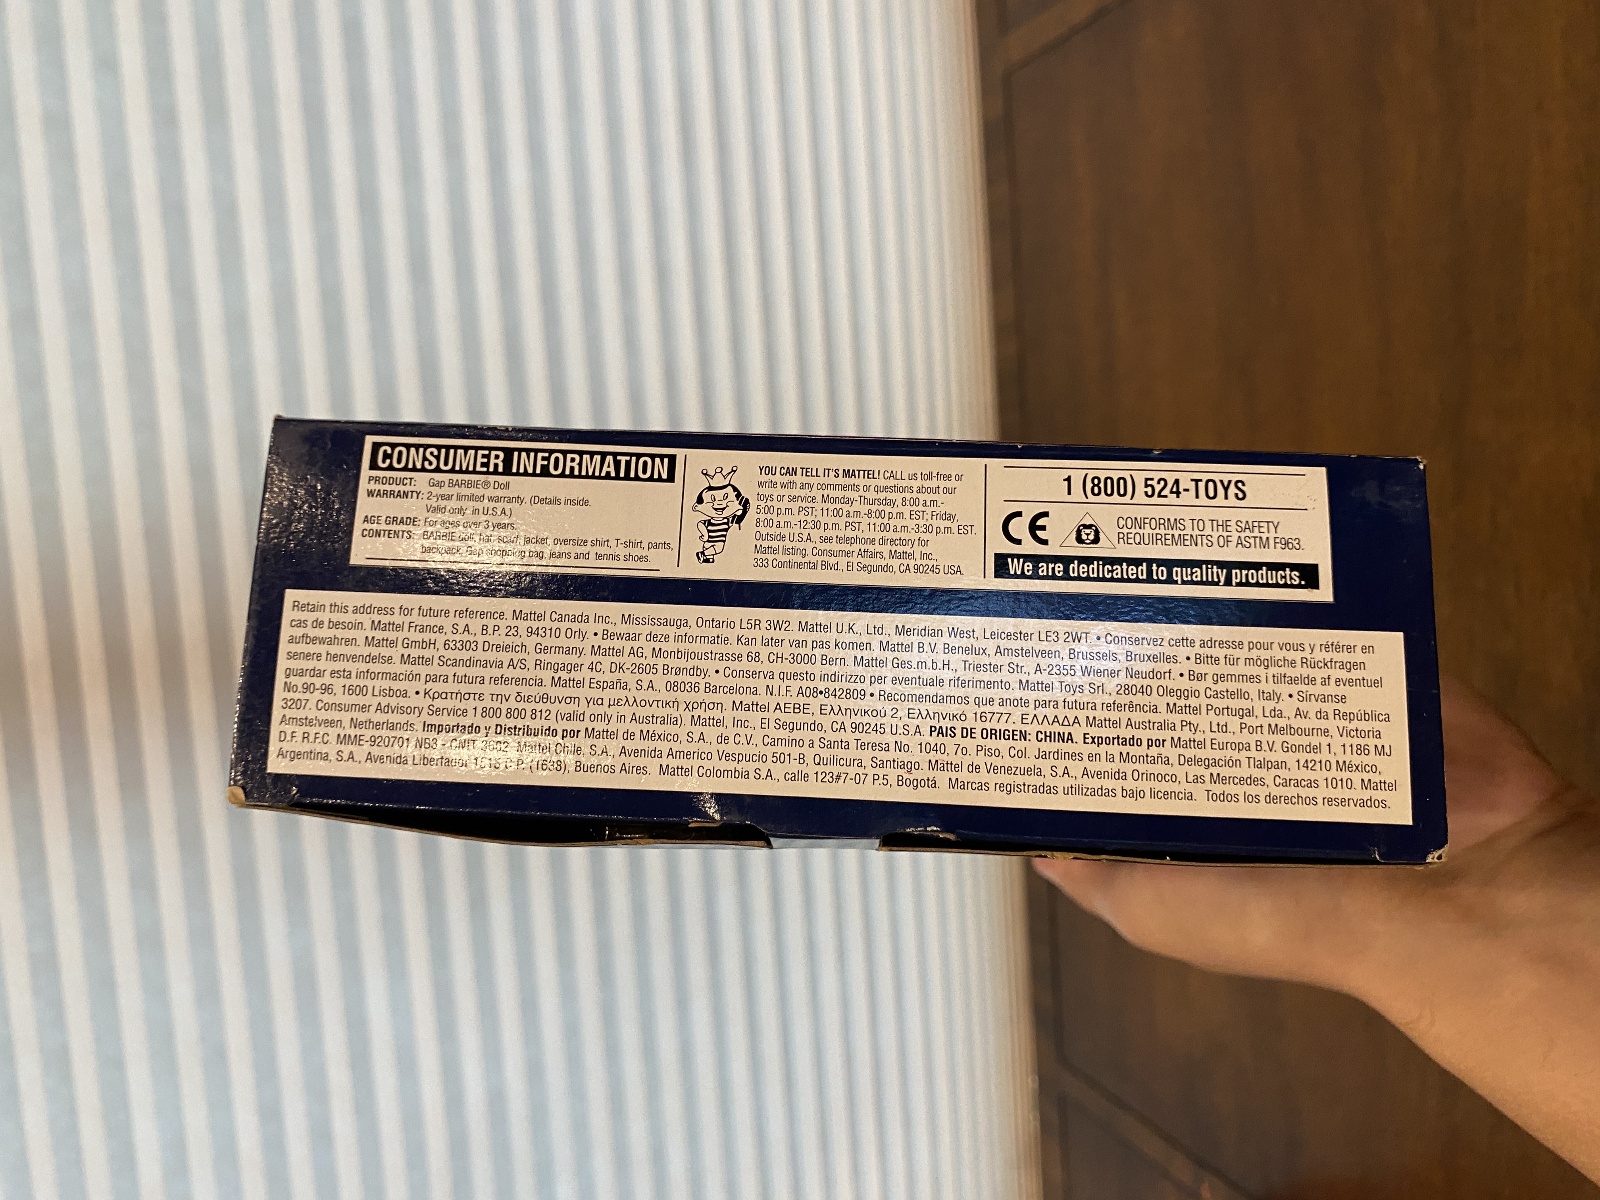 CONSUMER INFORMATION
PRODUCT: Gap BARBIE® Doll
WARRANTY: 2-year limited warranty. (Details inside.
Valid only in U.S.A.)
AGE GRADE: For ages over 3 years.
CONTENTS: BARBIE doll, hat, scarf, jacket, oversize shirt, T-shirt, pants,
backpack, Gap shopping bag, jeans and tennis shoes.
YOU CAN TELL IT'S MATTEL! CALL us toll-free or
write with any comments or questions about our
toys or service. Monday-Thursday, 8:00 a.m.-
5:00 p.m. PST; 11:00 a.m.-8:00 p.m. EST; Friday,
8:00 a.m.-12:30 p.m. PST, 11:00 a.m.-3:30 p.m. EST.
Outside U.S.A., see telephone directory for
Mattel listing. Consumer Affairs, Mattel, Inc.,
333 Continental Blvd., El Segundo, CA 90245 USA.
1 (800) 524-TOYS
CE
CONFORMS TO THE SAFETY
REQUIREMENTS OF ASTM F963.
We are dedicated to quality products.
Retain this address for future reference. Mattel Canada Inc., Mississauga, Ontario L5R 3W2. Mattel U.K., Ltd., Meridian West, Leicester LE3 2WT. • Conservez cette adresse pour vous y référer en
cas de besoin. Mattel France, S.A., B.P. 23, 94310 Orly. • Bewaar deze informatie. Kan later van pas komen. Mattel B.V. Benelux, Amstelveen, Brussels, Bruxelles. • Bitte für mögliche Rückfragen
aufbewahren. Mattel GmbH, 63303 Dreieich, Germany. Mattel AG, Monbijoustrasse 68, CH-3000 Bern. Mattel Ges.m.b.H., Triester Str., A-2355 Wiener Neudorf. • Bør gemmes i tilfaelde af eventuel
senere henvendelse. Mattel Scandinavia A/S, Ringager 4C, DK-2605 Brøndby. • Conserva questo indirizzo per eventuale riferimento. Mattel Toys Srl., 28040 Oleggio Castello, Italy. • Sírvanse
guardar esta información para futura referencia. Mattel España, S.A., 08036 Barcelona. N.I.F. A08•842809 • Recomendamos que anote para futura referência. Mattel Portugal, Lda., Av. da República
No.90-96, 1600 Lisboa. • Κρατήστε την διεύθυνση για μελλοντική χρήση. Mattel AEBE, Ελληνικού 2, Ελληνικό 16777. ΕΛΛΑΔΑ Mattel Australia Pty., Ltd., Port Melbourne, Victoria
3207. Consumer Advisory Service 1 800 800 812 (valid only in Australia). Mattel, Inc., El Segundo, CA 90245 U.S.A. PAIS DE ORIGEN: CHINA. Exportado por Mattel Europa B.V. Gondel 1, 1186 MJ
Amstelveen, Netherlands. Importado y Distribuido por Mattel de México, S.A., de C.V., Camino a Santa Teresa No. 1040, 7o. Piso, Col. Jardines en la Montaña, Delegación Tlalpan, 14210 México,
D.F. R.F.C. MME-920701 Mattel Chile, S.A., Avenida Americo Vespucio 501-B, Quilicura, Santiago. Mattel de Venezuela, S.A., Avenida Orinoco, Las Mercedes, Caracas 1010. Mattel
Argentina, S.A., Avenida Libertador (1638), Buenos Aires. Mattel Colombia S.A., calle 123#7-07 P.5, Bogotá. Marcas registradas utilizadas bajo licencia. Todos los derechos reservados.